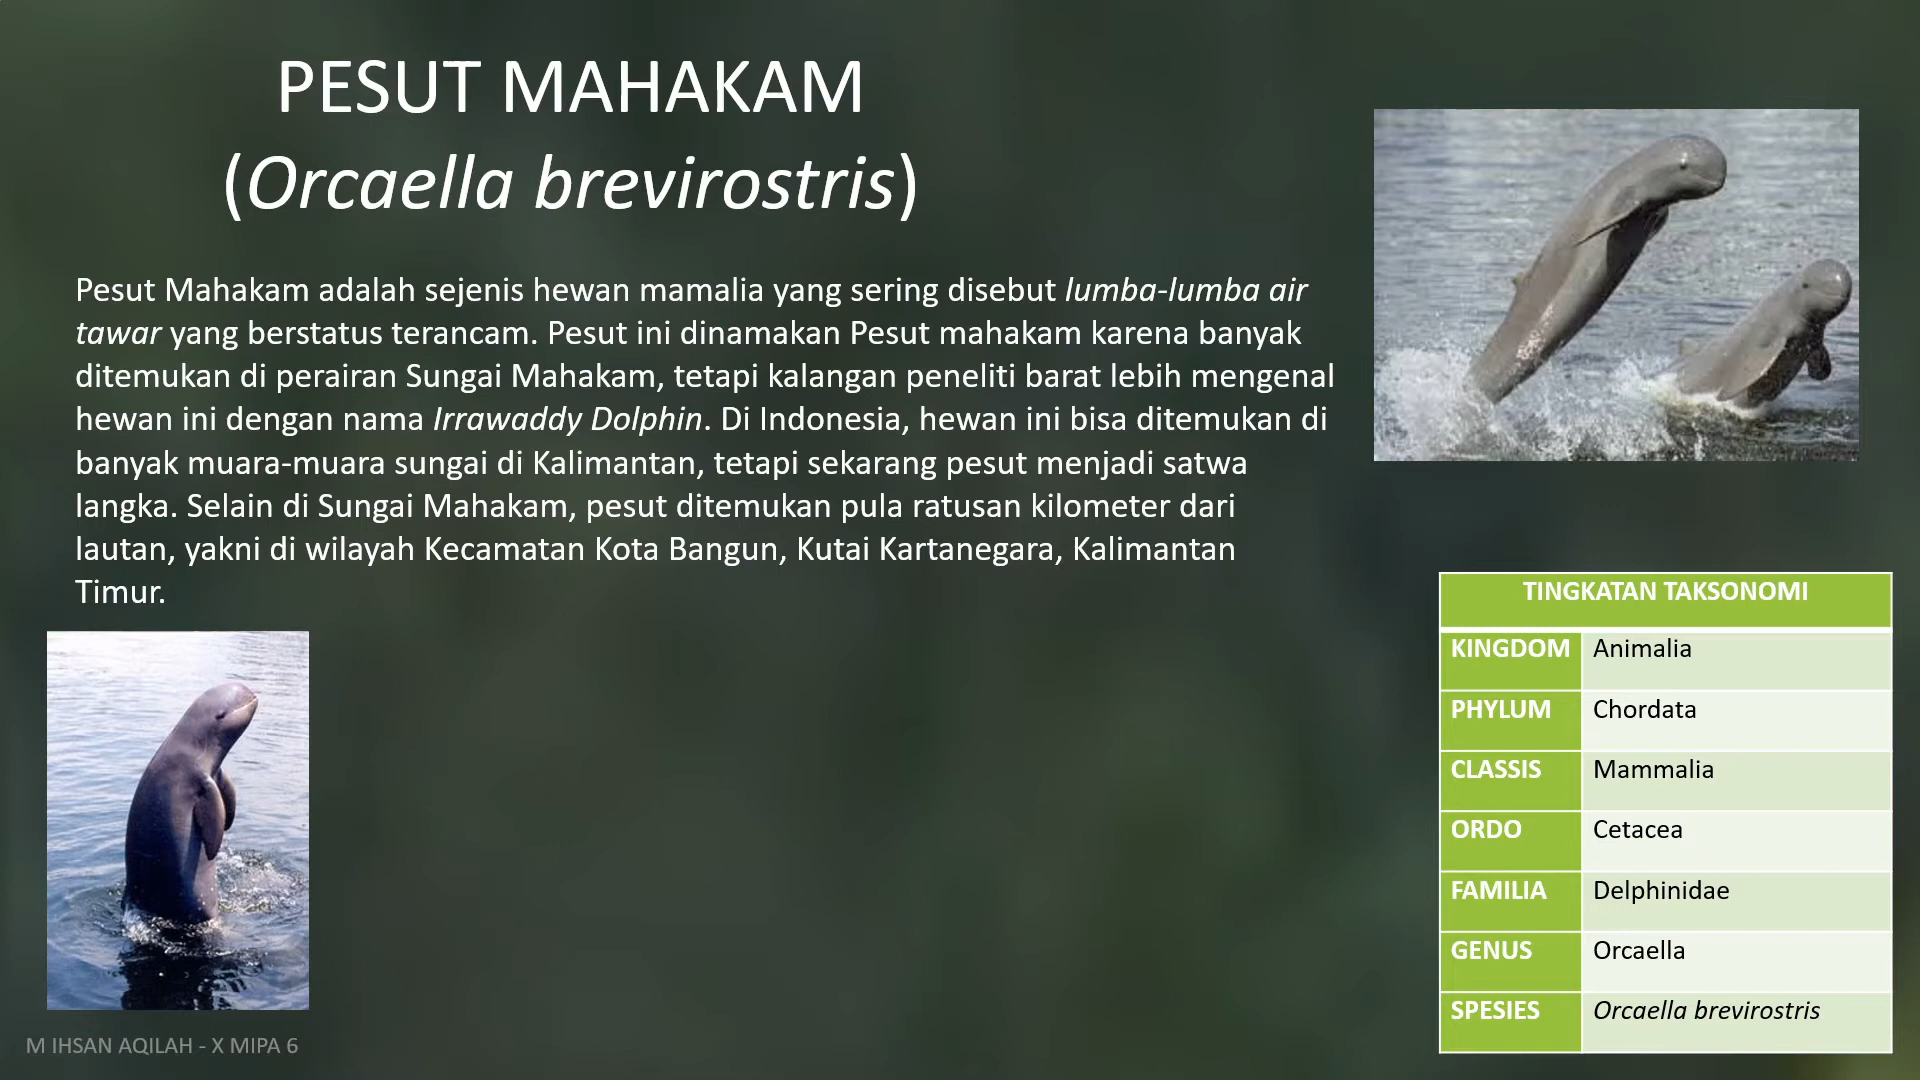 PESUT MAHAKAM
(Orcaella brevirostris)
Pesut Mahakam adalah sejenis hewan mamalia yang sering disebut lumba-lumba air
tawar yang berstatus terancam. Pesut ini dinamakan Pesut mahakam karena banyak
ditemukan di perairan Sungai Mahakam, tetapi kalangan peneliti barat lebih mengenal
hewan ini dengan nama Irrawaddy Dolphin. Di Indonesia, hewan ini bisa ditemukan di
banyak muara-muara sungai di Kalimantan, tetapi sekarang pesut menjadi satwa
langka. Selain di Sungai Mahakam, pesut ditemukan pula ratusan kilometer dari
lautan, yakni di wilayah Kecamatan Kota Bangun, Kutai Kartanegara, Kalimantan
Timur.
TINGKATAN TAKSONOMI
KINGDOM Animalia
PHYLUM Chordata
CLASSIS Mammalia
ORDO Cetacea
FAMILIA Delphinidae
GENUS Orcaella
SPESIES Orcaella brevirostris
M IHSAN AQILAH - X MIPA 6